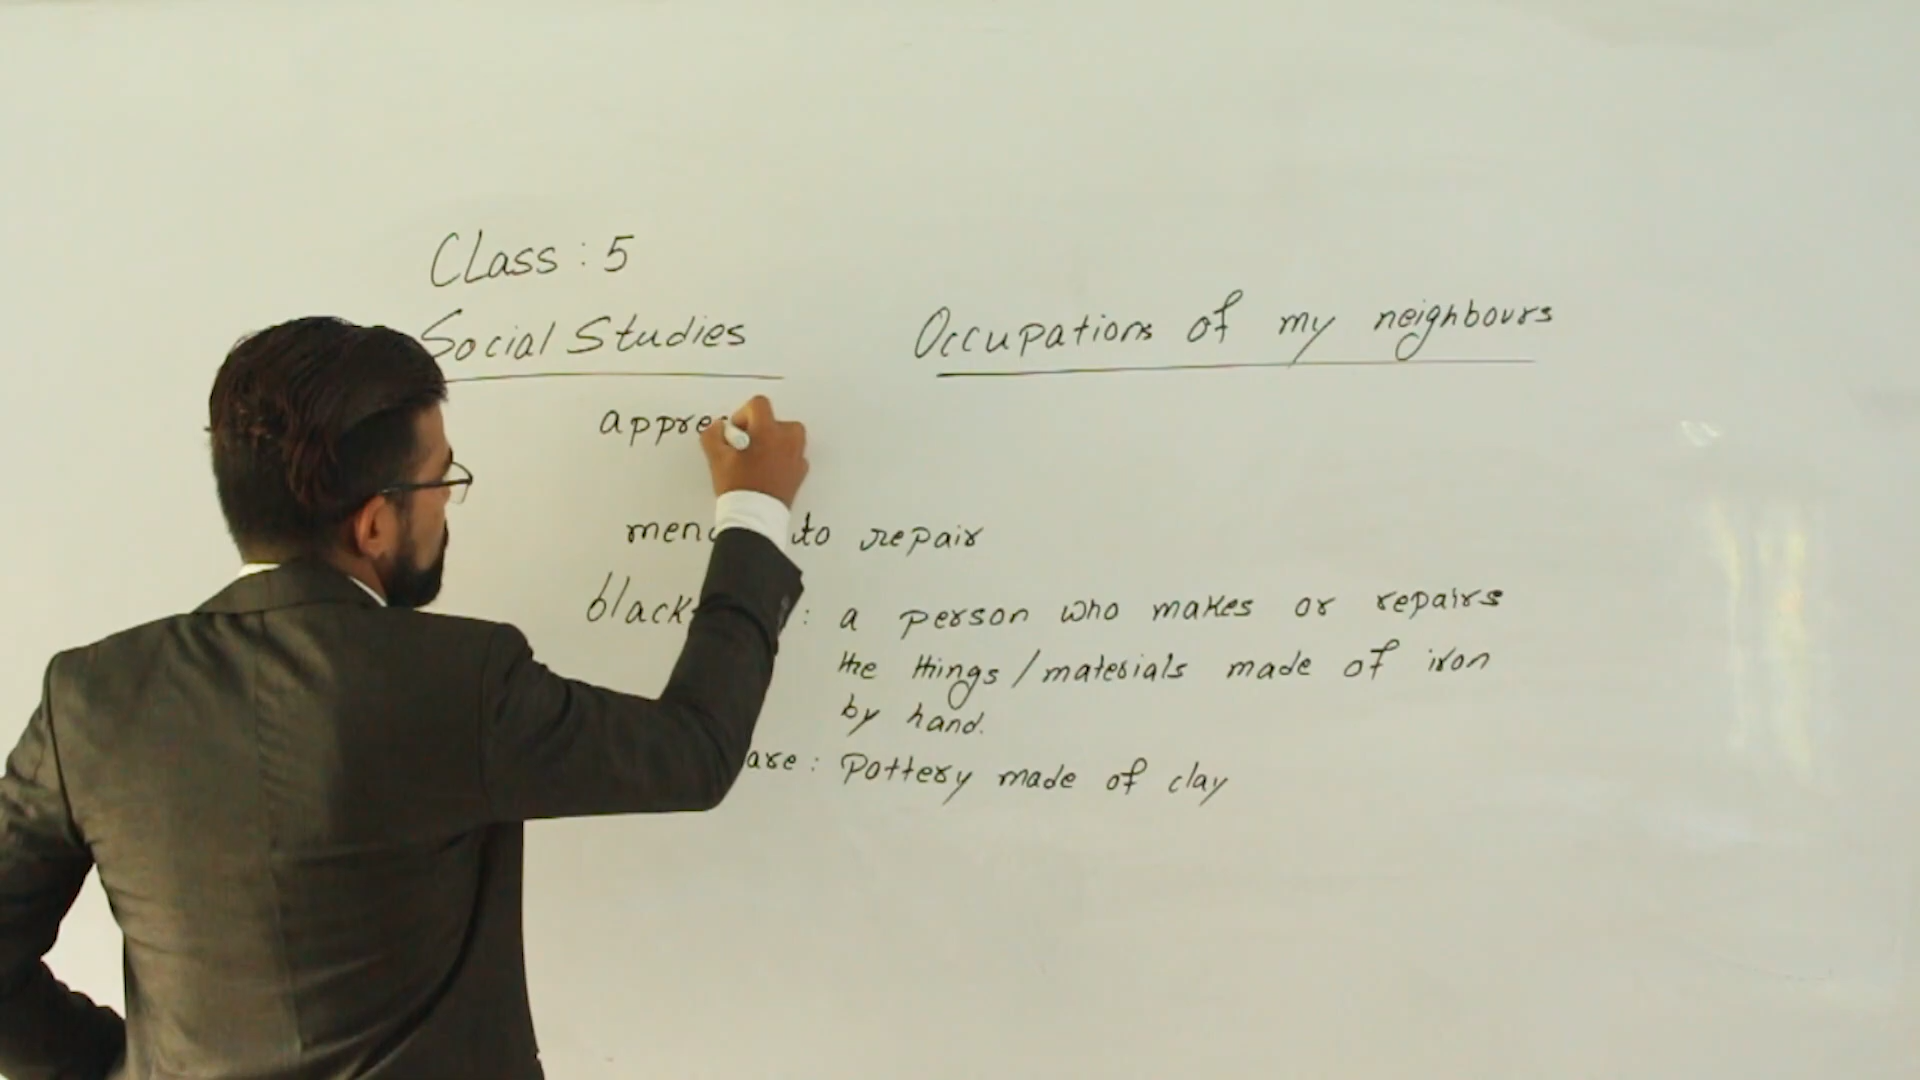 Class : 5
Social Studies
Occupations of my neighbours
to repair
: a person who makes or repairs
the things / materials made of iron
by hand.
: Pottery made of clay